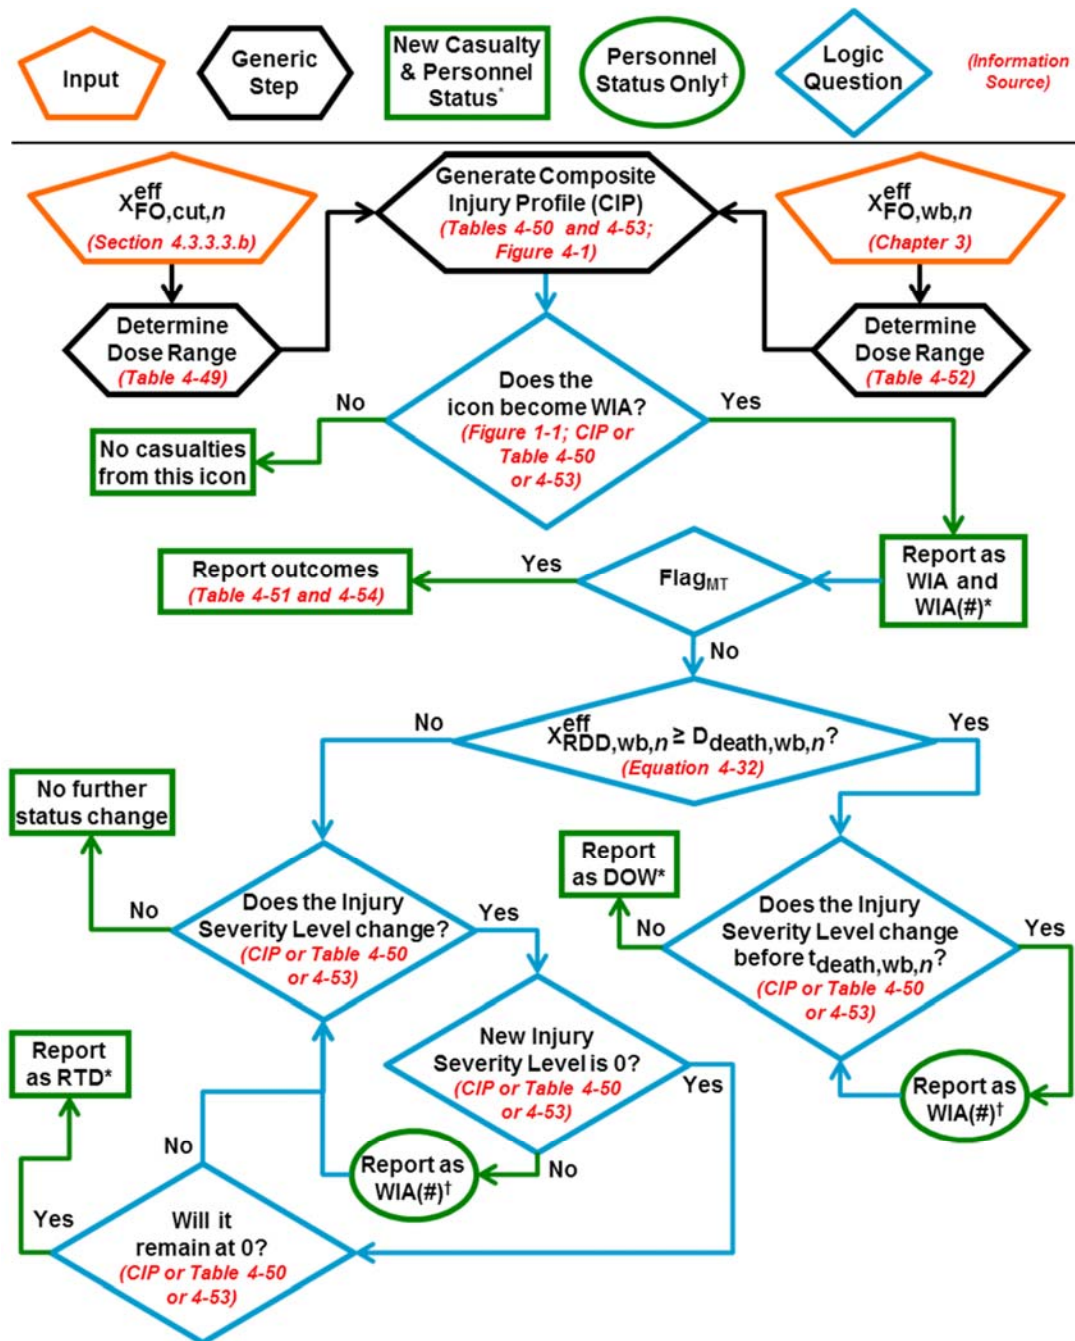 Input
Generic
Step
New Casualty
& Personnel
Status*
Personnel
Status Only†
Logic
Question
(Information
Source)
X^eff_FO,cut,n
(Section 4.3.3.3.b)
Generate Composite
Injury Profile (CIP)
(Tables 4-50 and 4-53;
Figure 4-1)
X^eff_FO,wb,n
(Chapter 3)
Determine
Dose Range
(Table 4-49)
Determine
Dose Range
(Table 4-52)
Does the
icon become WIA?
(Figure 1-1; CIP or
Table 4-50
or 4-53)
No
Yes
No casualties
from this icon
Report as
WIA and
WIA(#)*
Flag_MT
Yes
Report outcomes
(Table 4-51 and 4-54)
No
X^eff_RDD,wb,n ≥ D_death,wb,n?
(Equation 4-32)
No
Yes
No further
status change
Does the Injury
Severity Level change?
(CIP or Table 4-50
or 4-53)
No
Yes
Report
as DOW*
Does the Injury
Severity Level change
before t_death,wb,n?
(CIP or Table 4-50
or 4-53)
No
Yes
Report as
WIA(#)†
New Injury
Severity Level is 0?
(CIP or Table 4-50
or 4-53)
Yes
No
Report as
WIA(#)†
Report
as RTD*
No
Yes
Will it
remain at 0?
(CIP or Table 4-50
or 4-53)